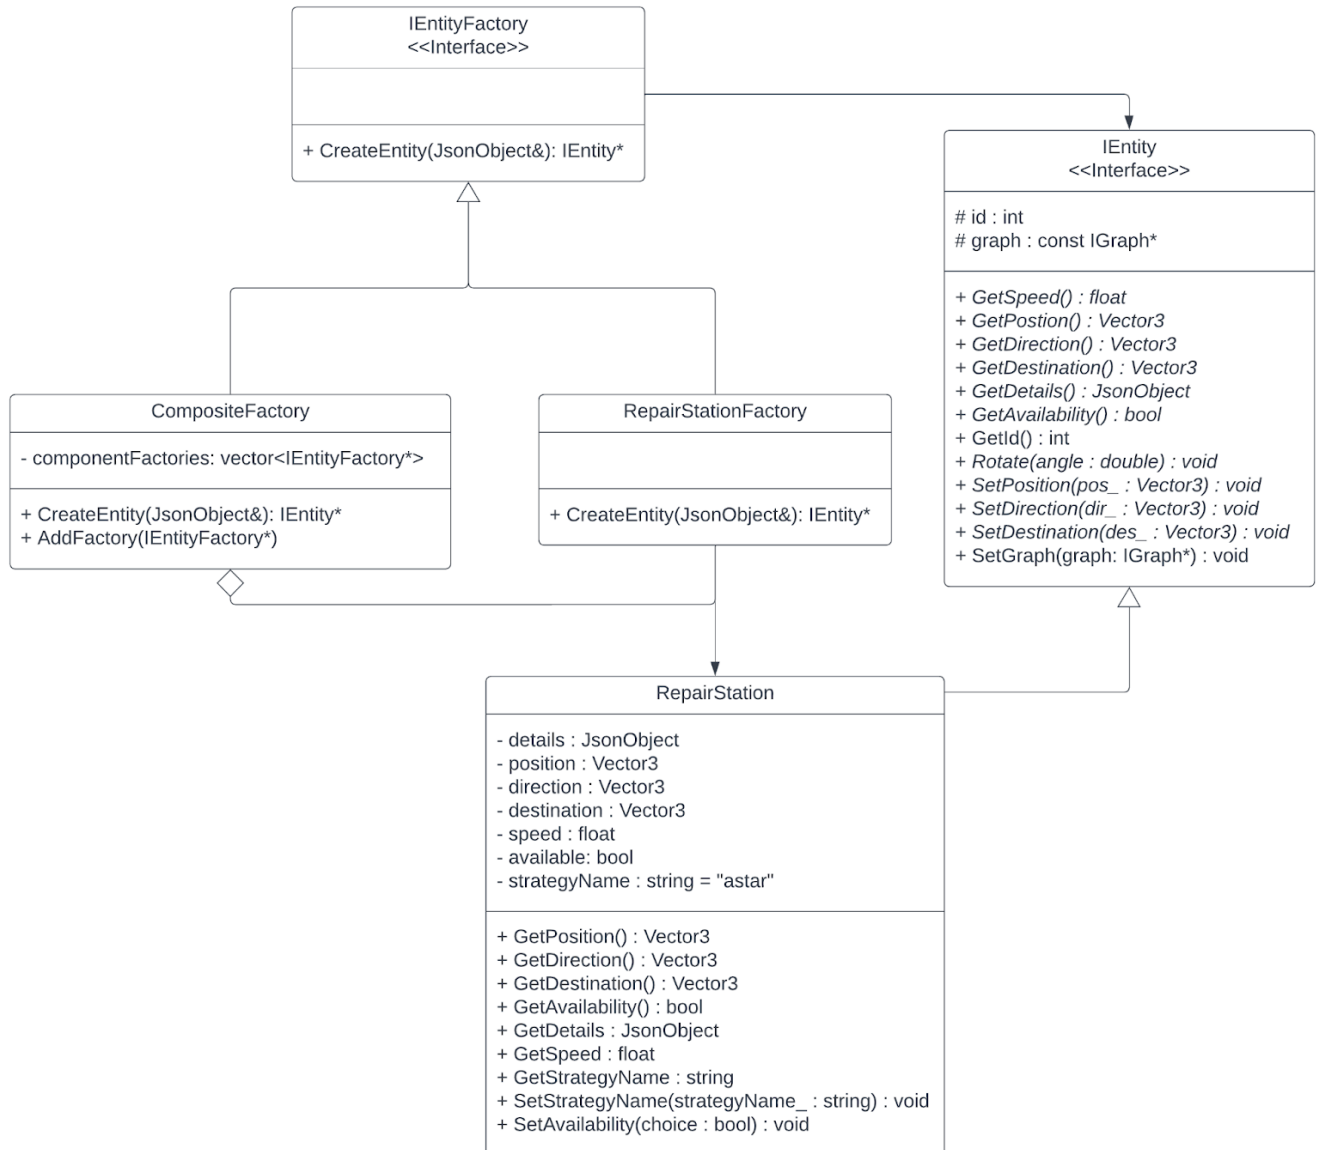 IEntityFactory
<<Interface>>
+ CreateEntity(JsonObject&): IEntity*
IEntity
<<Interface>>
# id : int
# graph : const IGraph*
+ GetSpeed() : float
+ GetPostion() : Vector3
+ GetDirection() : Vector3
+ GetDestination() : Vector3
+ GetDetails() : JsonObject
+ GetAvailability() : bool
+ GetId() : int
+ Rotate(angle : double) : void
+ SetPosition(pos_ : Vector3) : void
+ SetDirection(dir_ : Vector3) : void
+ SetDestination(des_ : Vector3) : void
+ SetGraph(graph: IGraph*) : void
CompositeFactory
- componentFactories: vector<IEntityFactory*>
+ CreateEntity(JsonObject&): IEntity*
+ AddFactory(IEntityFactory*)
RepairStationFactory
+ CreateEntity(JsonObject&): IEntity*
RepairStation
- details : JsonObject
- position : Vector3
- direction : Vector3
- destination : Vector3
- speed : float
- available: bool
- strategyName : string = "astar"
+ GetPosition() : Vector3
+ GetDirection() : Vector3
+ GetDestination() : Vector3
+ GetAvailability() : bool
+ GetDetails : JsonObject
+ GetSpeed : float
+ GetStrategyName : string
+ SetStrategyName(strategyName_ : string) : void
+ SetAvailability(choice : bool) : void